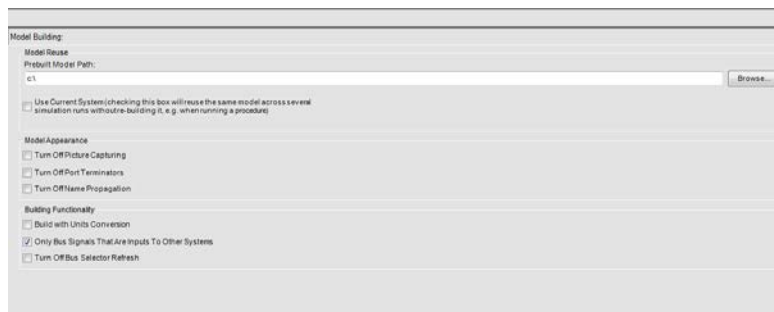 Model Building:
Model Reuse
Prebuilt Model Path:
c:\
Browse...
Use Current System (checking this box will reuse the same model across several
simulation runs without re-building it, e.g. when running a procedure)
Model Appearance
Turn Off Picture Capturing
Turn Off Port Terminators
Turn Off Name Propagation
Building Functionality
Build with Units Conversion
Only Bus Signals That Are Inputs To Other Systems
Turn Off Bus Selector Refresh